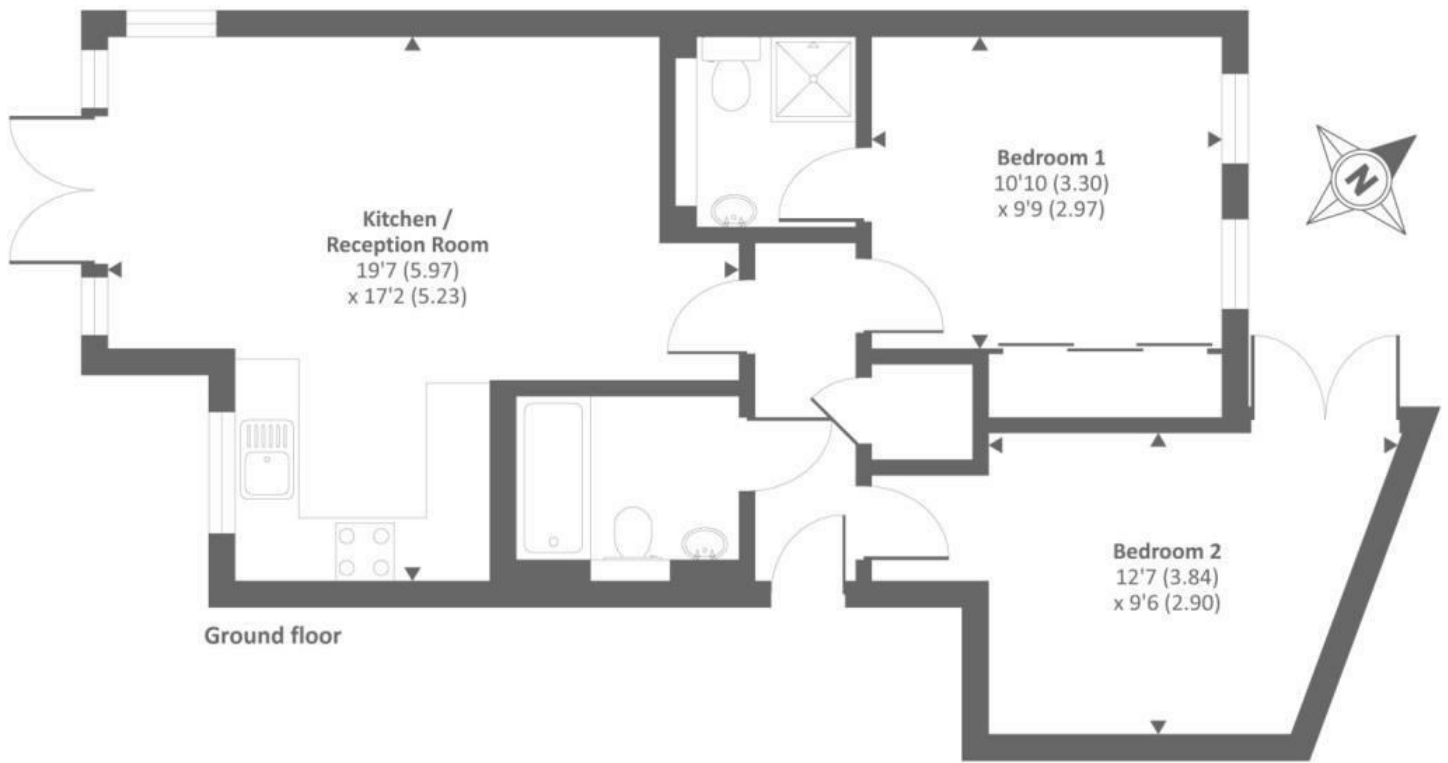 Kitchen /
Reception Room
19'7 (5.97)
x 17'2 (5.23)
Bedroom 1
10'10 (3.30)
x 9'9 (2.97)
N
Bedroom 2
12'7 (3.84)
x 9'6 (2.90)
Ground floor